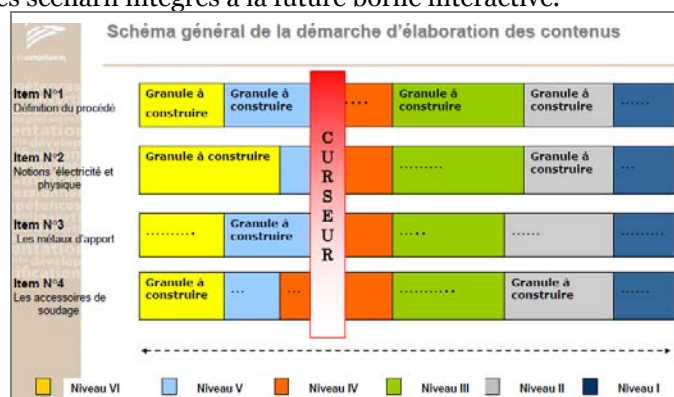 es scénarii intégrés à la future borne interactive.
Schéma général de la démarche d'élaboration des contenus
Item N°1
Définition du procédé
Granule à
construire
Granule à
construire
....
Granule à
construire
Granule à
construire
......
Item N°2
Notions 'électricité et
physique
Granule à construire
.........
Granule à
construire
...
Item N°3
Les métaux d'apport
.........
Granule à
construire
.....
......
.........
Item N°4
Les accessoires de
soudage
Granule à
construire
...
...
..........
Granule à
construire
......
CURSEUR
Niveau VI
Niveau V
Niveau IV
Niveau III
Niveau II
Niveau I